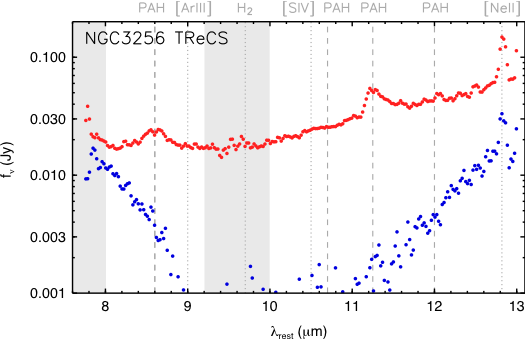 PAH [ArIII] H₂ [SIV] PAH PAH PAH [NeII]
NGC3256 TReCS
0.100
0.030
0.010
0.003
0.001
fν (Jy)
8 9 10 11 12 13
λrest (μm)